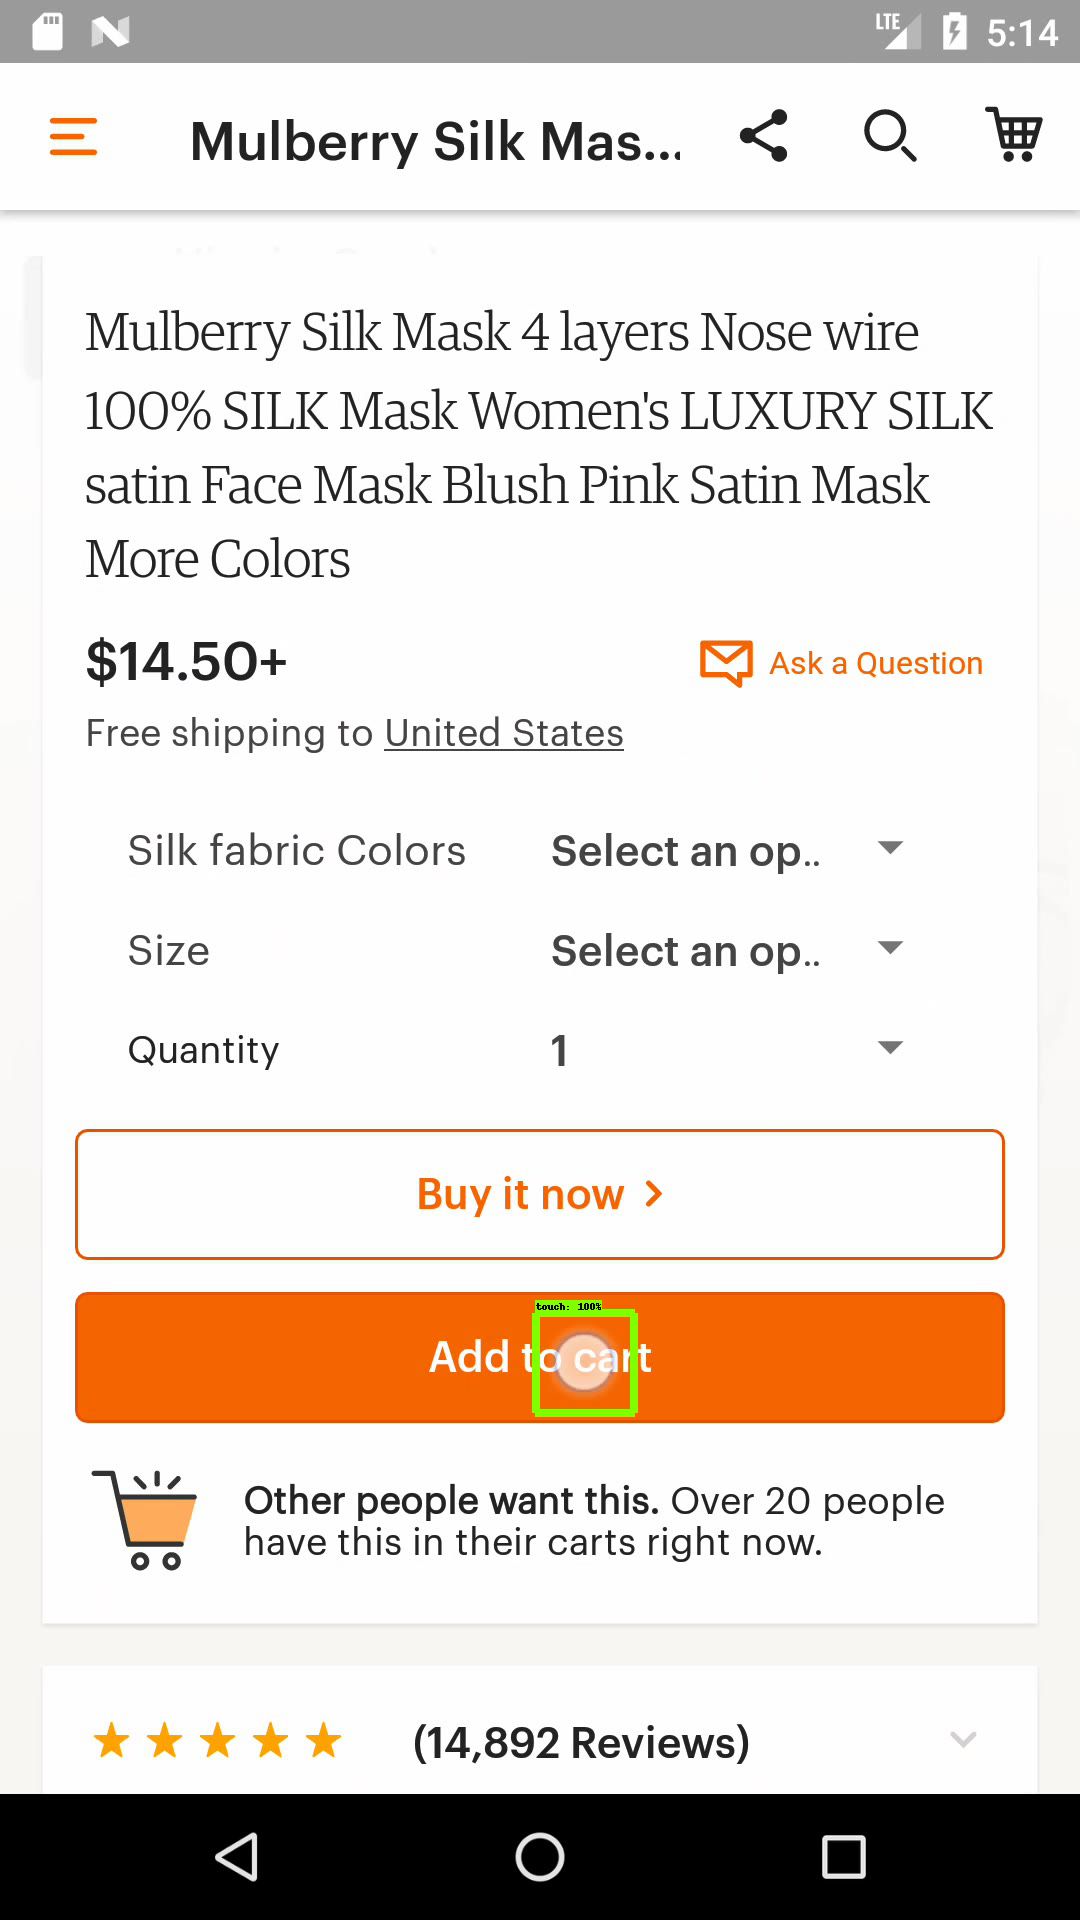 LTE 5:14
Mulberry Silk Mas...
Mulberry Silk Mask 4 layers Nose wire
100% SILK Mask Women's LUXURY SILK
satin Face Mask Blush Pink Satin Mask
More Colors
$14.50+
Ask a Question
Free shipping to United States
Silk fabric Colors Select an op..
Size Select an op..
Quantity 1
Buy it now
touch: 100%
Add to cart
Other people want this. Over 20 people
have this in their carts right now.
(14,892 Reviews)